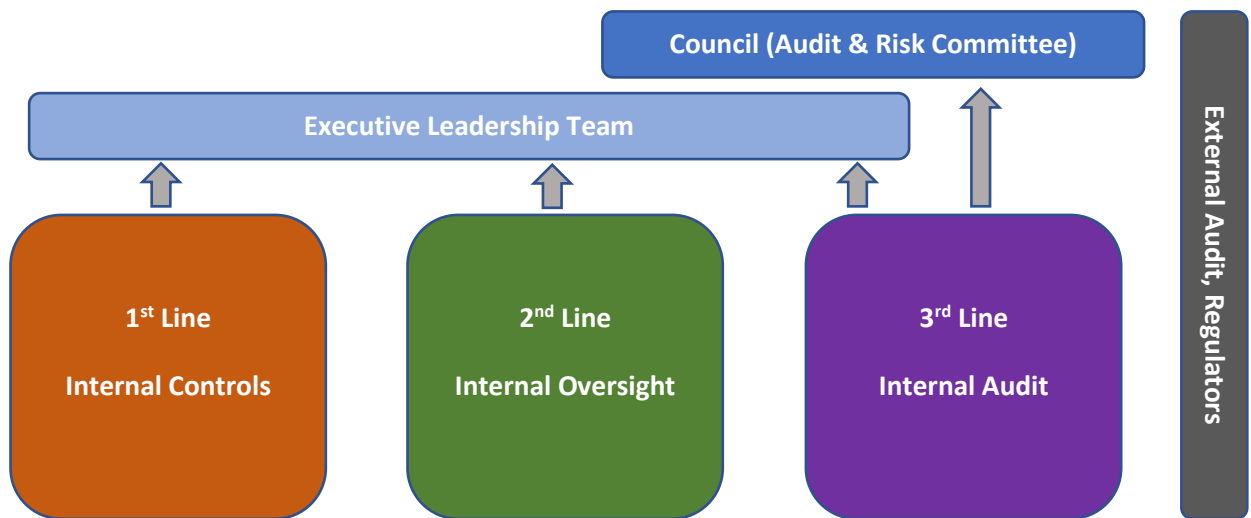 Council (Audit & Risk Committee)
Executive Leadership Team
1st Line
Internal Controls
2nd Line
Internal Oversight
3rd Line
Internal Audit
External Audit, Regulators